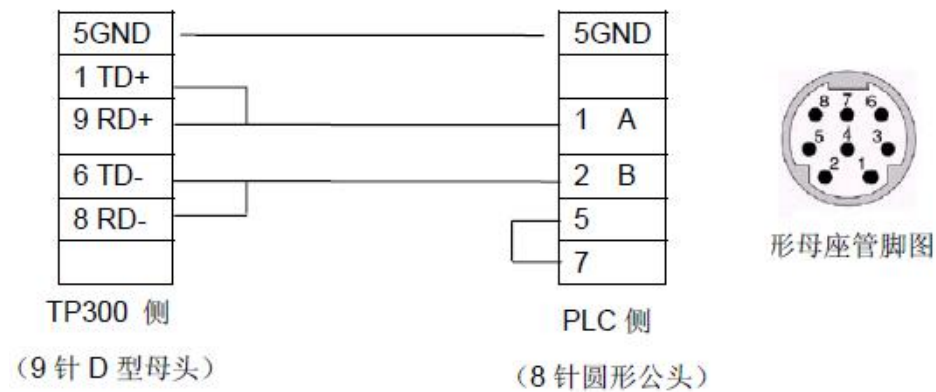 5GND
1 TD+
9 RD+
6 TD-
8 RD-
TP300 侧
（9针D型母头）
5GND
1 A
2 B
5
7
PLC 侧
（8针圆形公头）
8 7 6
5 4 3
2 1
形母座管脚图